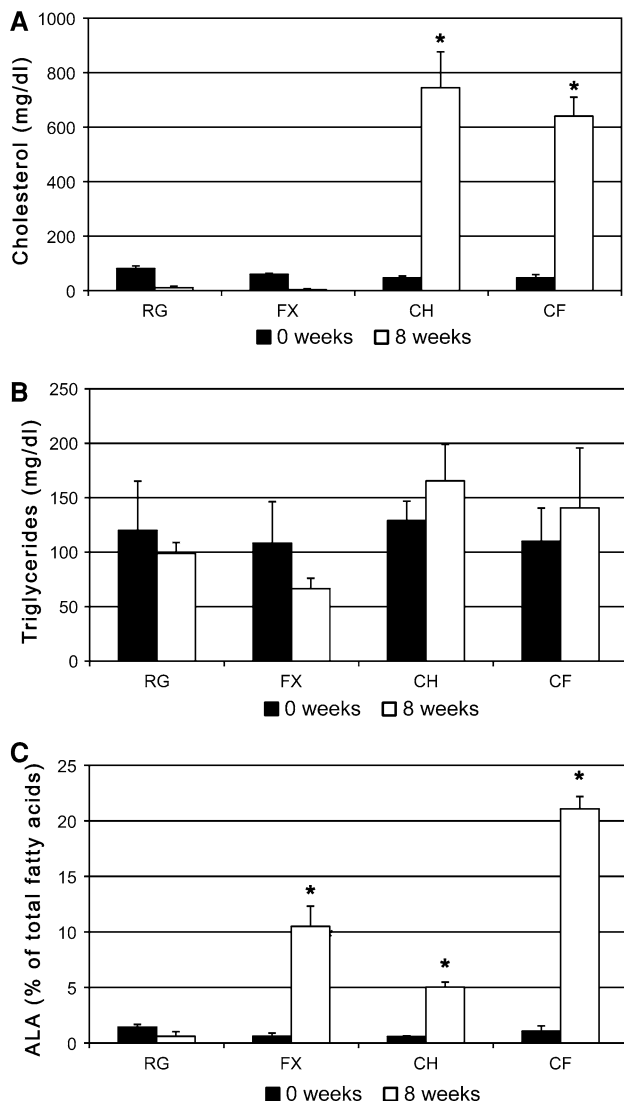 A
Cholesterol (mg/dl)
1000
800
600
400
200
0
*
*
RG FX CH CF
0 weeks 8 weeks
B
Triglycerides (mg/dl)
250
200
150
100
50
0
RG FX CH CF
0 weeks 8 weeks
C
ALA (% of total fatty acids)
25
20
15
10
5
0
*
*
*
RG FX CH CF
0 weeks 8 weeks